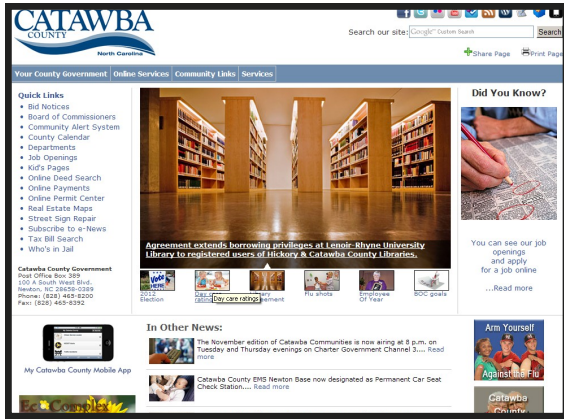 CATAWBA
COUNTY
North Carolina
Search our site: Google™ Custom Search Search
Share Page Print Page
Your County Government Online Services Community Links Services
Quick Links
Bid Notices
Board of Commissioners
Community Alert System
County Calendar
Departments
Job Openings
Kid's Pages
Online Deed Search
Online Payments
Online Permit Center
Real Estate Maps
Street Sign Repair
Subscribe to e-News
Tax Bill Search
Who's in Jail
Catawba County Government
Post Office Box 389
100 A South West Blvd.
Newton, NC 28658-0389
Phone: (828) 465-8200
Fax: (828) 465-8392
My Catawba County Mobile App
Agreement extends borrowing privileges at Lenoir-Rhyne University
Library to registered users of Hickory & Catawba County Libraries.
Vote
HERE
2012
Election
Day care ratings
Flu shots
Employee
Of Year
BOC goals
In Other News:
The November edition of Catawba Communities is now airing at 8 p.m. on
Tuesday and Thursday evenings on Charter Government Channel 3.... Read
more
Catawba County EMS Newton Base now designated as Permanent Car Seat
Check Station.... Read more
Did You Know?
You can see our job
openings
and apply
for a job online
...Read more
Arm Yourself
Against the Flu
Catawba
County